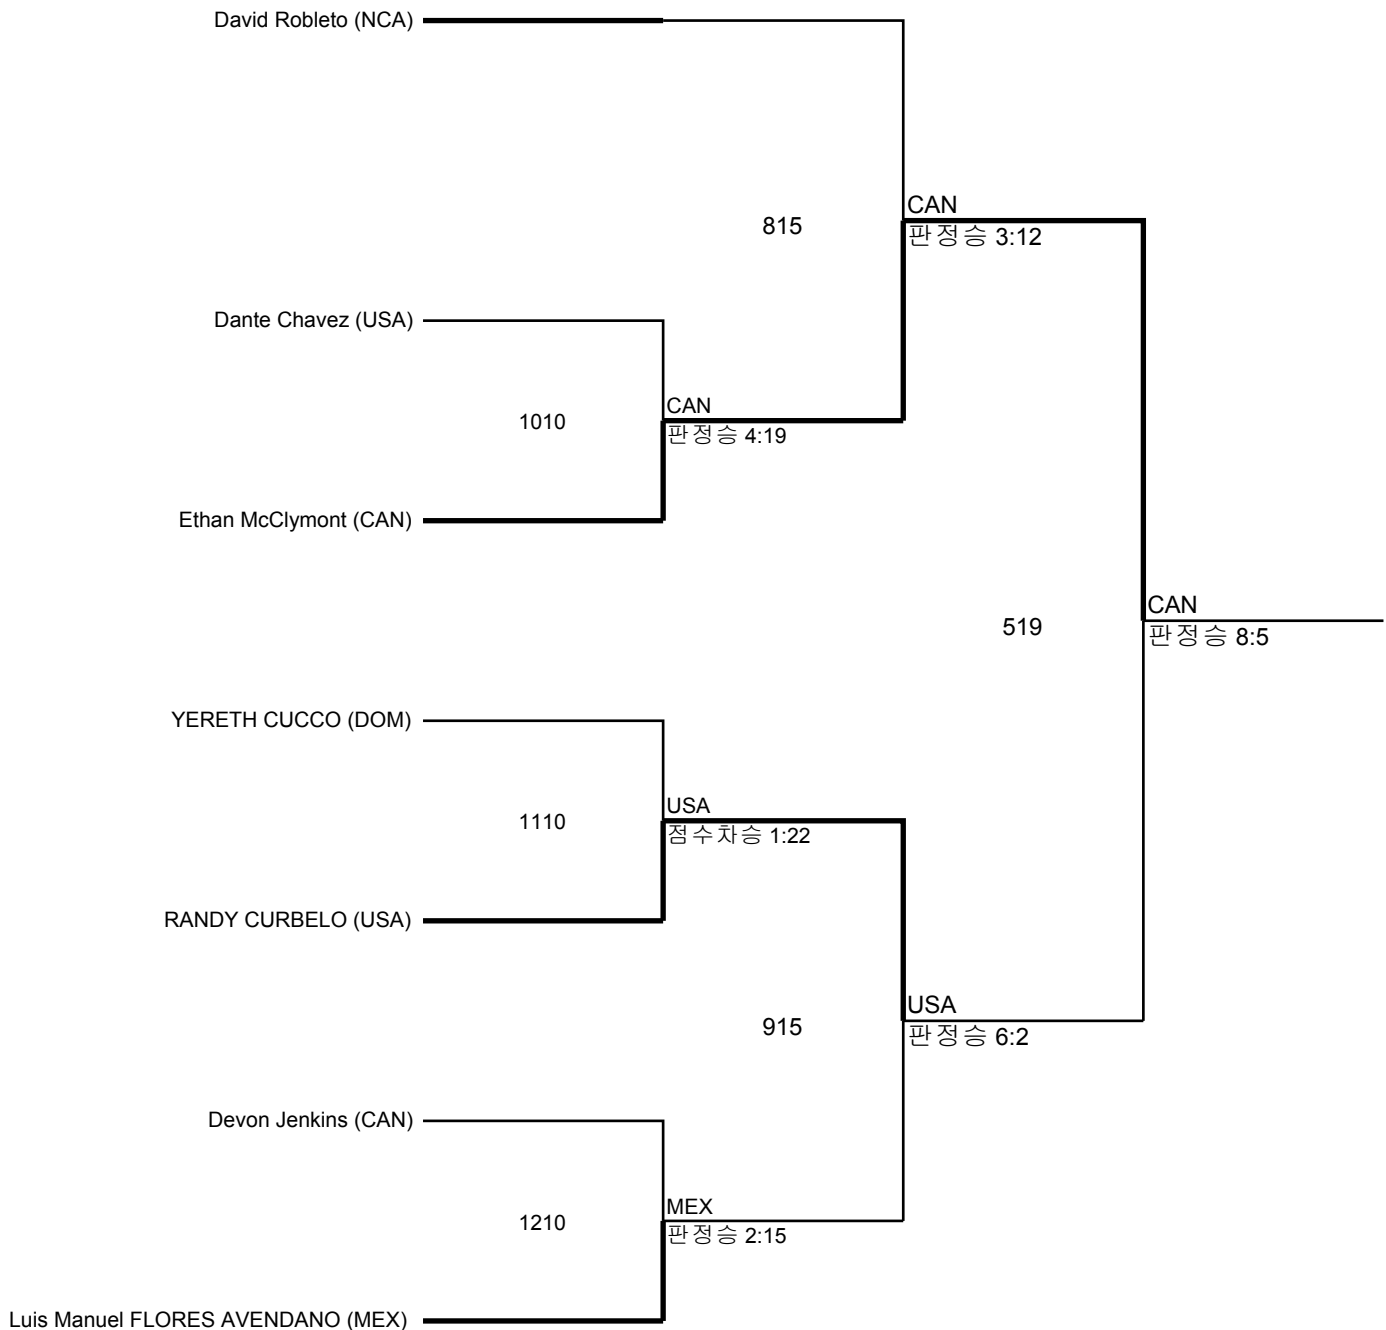 David Robleto (NCA)
CAN
815
판정승 3:12
Dante Chavez (USA)
CAN
1010
판정승 4:19
Ethan McClymont (CAN)
CAN
519
판정승 8:5
YERETH CUCCO (DOM)
USA
1110
점수차승 1:22
RANDY CURBELO (USA)
USA
915
판정승 6:2
Devon Jenkins (CAN)
MEX
1210
판정승 2:15
Luis Manuel FLORES AVENDANO (MEX)